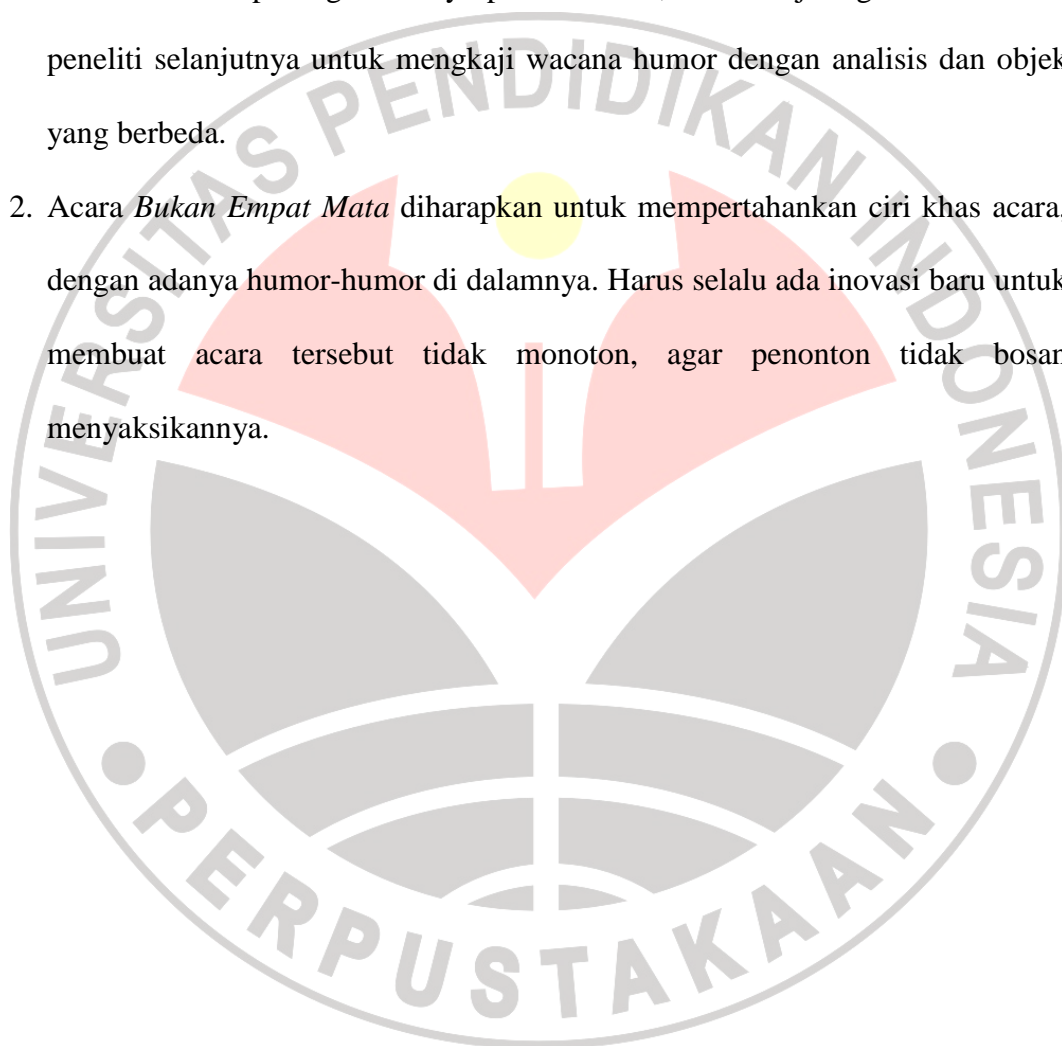 peneliti selanjutnya untuk mengkaji wacana humor dengan analisis dan objek
yang berbeda.
2. Acara Bukan Empat Mata diharapkan untuk mempertahankan ciri khas acara,
dengan adanya humor-humor di dalamnya. Harus selalu ada inovasi baru untuk
membuat acara tersebut tidak monoton, agar penonton tidak bosan
menyaksikannya.
UNIVERSITAS PENDIDIKAN INDONESIA
PERPUSTAKAAN